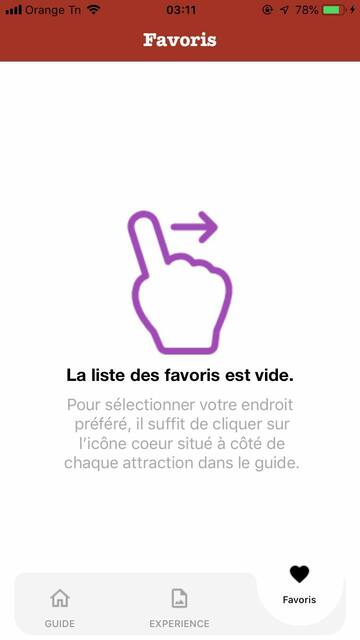 Orange Tn 03:11 78%
Favoris
La liste des favoris est vide.
Pour sélectionner votre endroit
préféré, il suffit de cliquer sur
l'icône coeur situé à côté de
chaque attraction dans le guide.
GUIDE EXPERIENCE Favoris